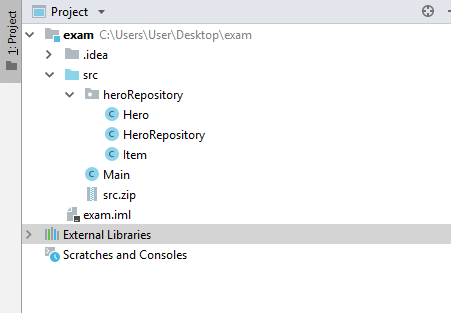 1: Project
Project
exam C:\Users\User\Desktop\exam
.idea
src
heroRepository
C Hero
C HeroRepository
C Item
C Main
src.zip
exam.iml
External Libraries
Scratches and Consoles